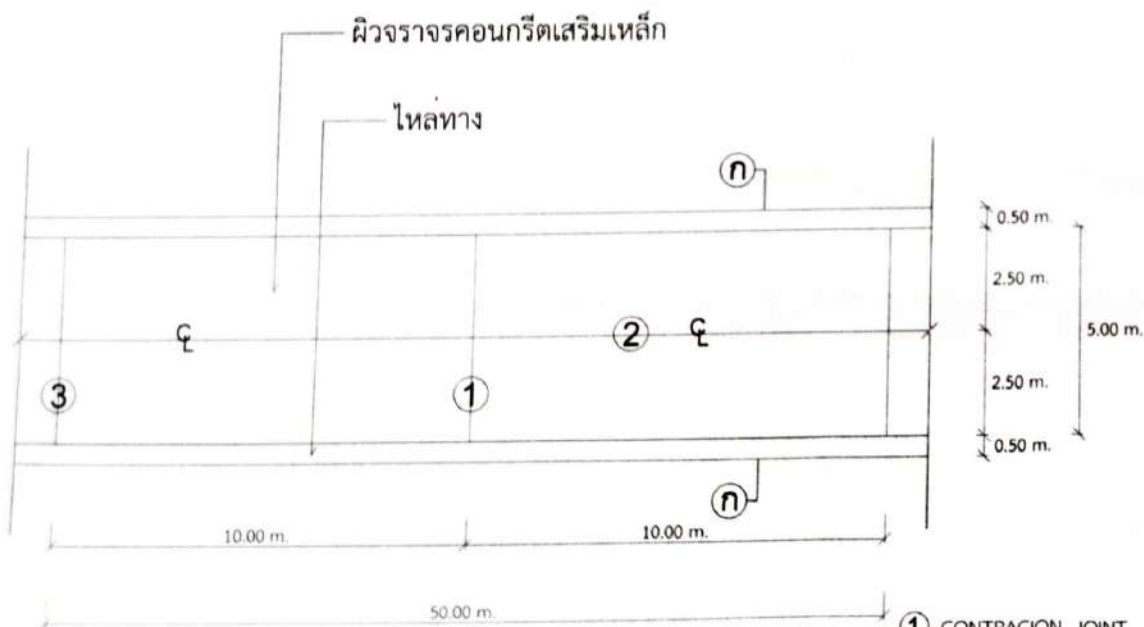 ผิวจราจรคอนกรีตเสริมเหล็ก
ไหล่ทาง
ก
0.50 m.
2.50 m.
℄
② ℄
5.00 m.
③
①
2.50 m.
0.50 m.
ก
10.00 m.
10.00 m.
50.00 m.
① CONTRACION JOINT